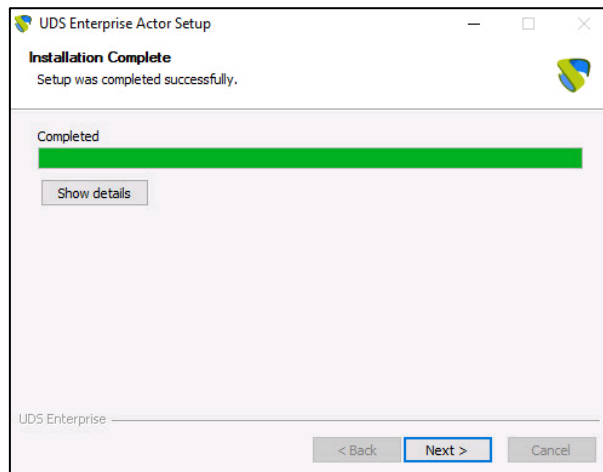 UDS Enterprise Actor Setup
Installation Complete
Setup was completed successfully.
Completed
Show details
UDS Enterprise
< Back
Next >
Cancel